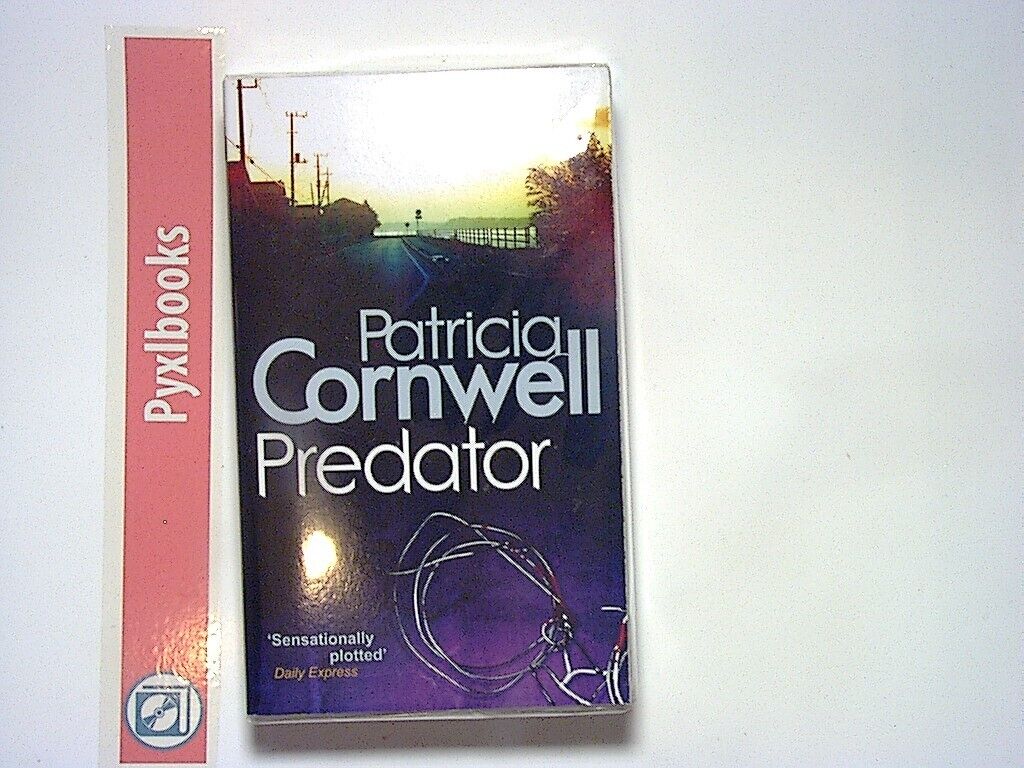 Pyxlbooks
Patricia
Cornwell
Predator
‘Sensationally
plotted’
Daily Express